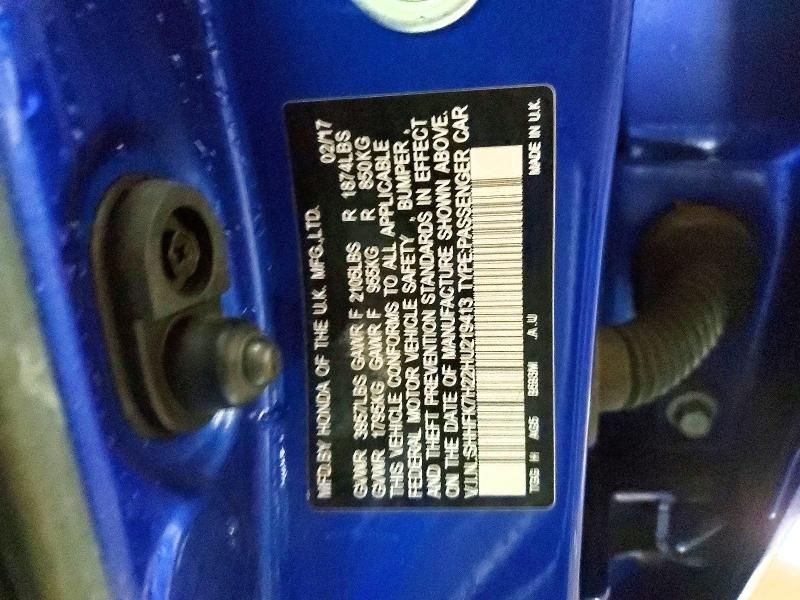 MFD.BY HONDA OF THE U.K. MFG.,LTD. 02/17
GVWR 3957LBS GAWR F 2105LBS R 1874LBS
GVWR 1795KG GAWR F 955KG R 850KG
THIS VEHICLE CONFORMS TO ALL APPLICABLE
FEDERAL MOTOR VEHICLE SAFETY , BUMPER ,
AND THEFT PREVENTION STANDARDS IN EFFECT
ON THE DATE OF MANUFACTURE SHOWN ABOVE.
V.I.N.:SHHFK7H22HU219413 TYPE:PASSENGER CAR
TGG H AG5 B593M .A .U MADE IN U.K.